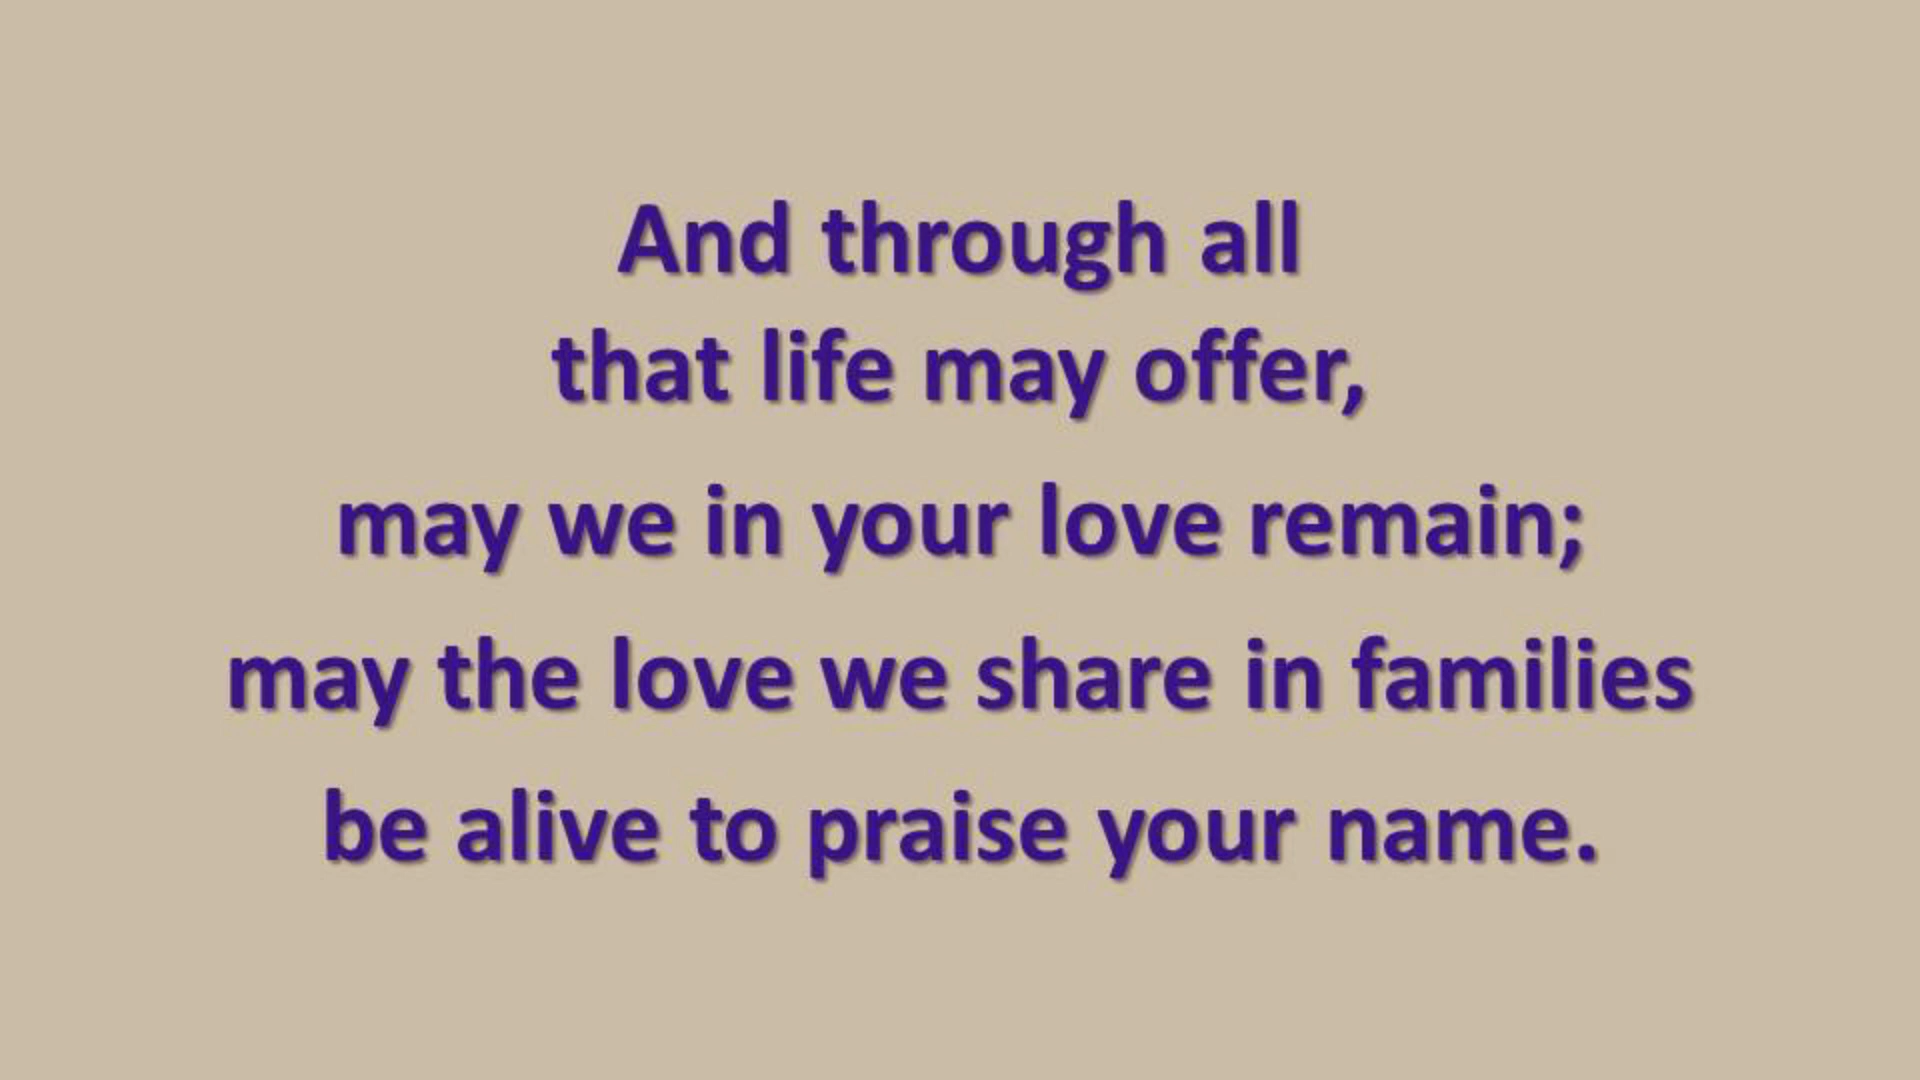 And through all
that life may offer,
may we in your love remain;
may the love we share in families
be alive to praise your name.